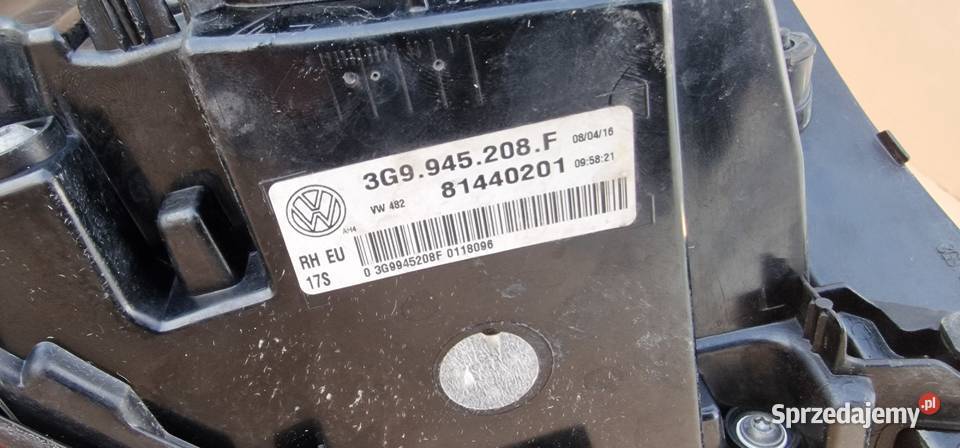 3G9.945.208.F 08/04/16
VW 482 81440201 09:58:21
AH4
RH EU
17S
0 3G9945208F 0118096
Sprzedajemy.pl